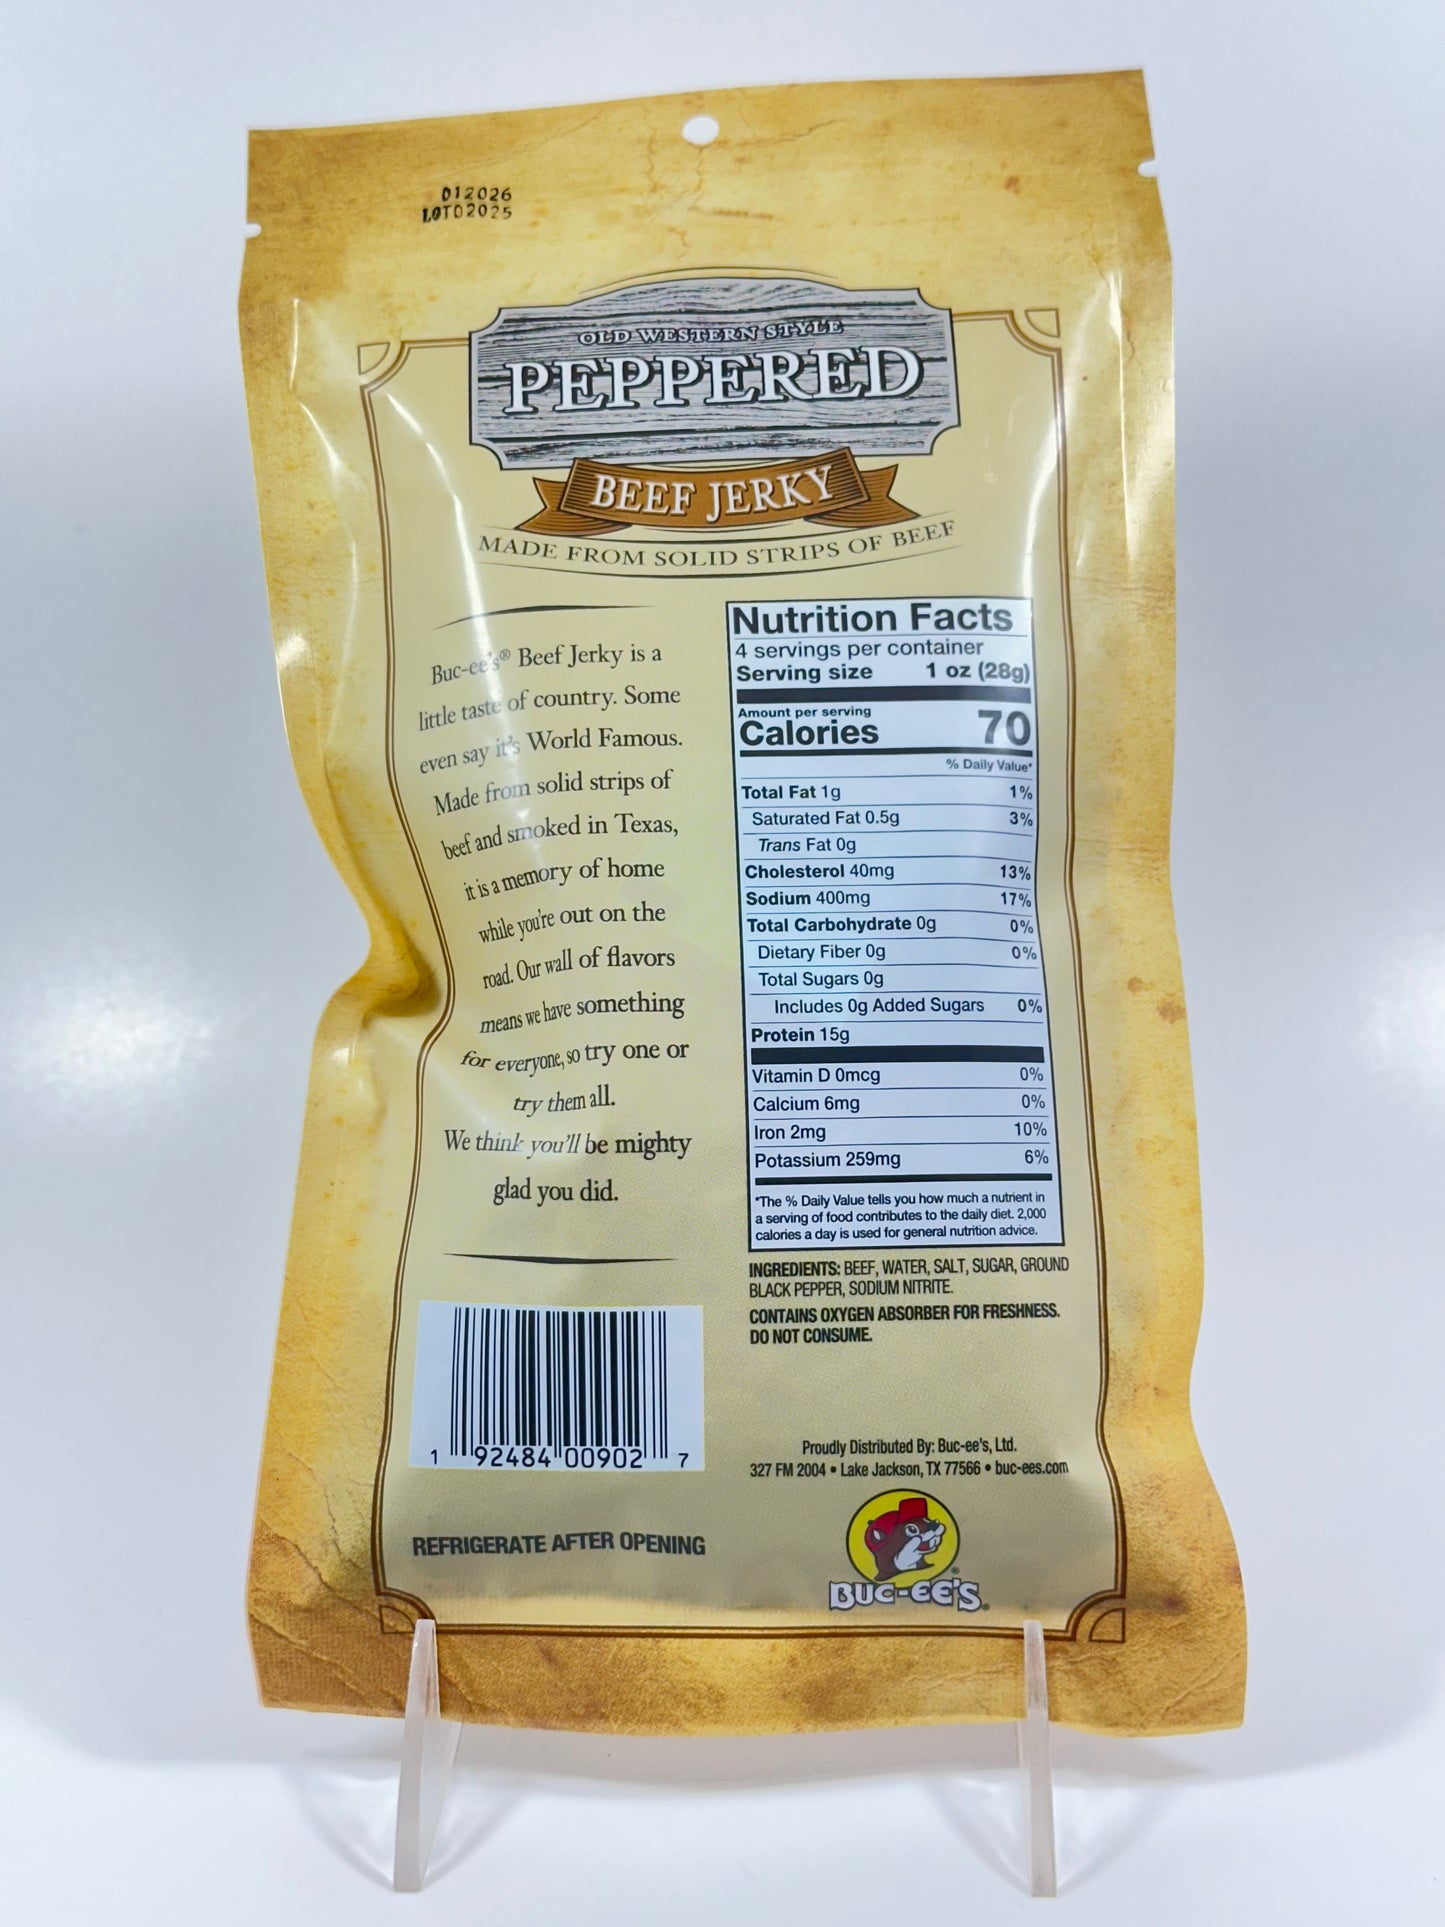 012026
LOT02025
OLD WESTERN STYLE
PEPPERED
BEEF JERKY
MADE FROM SOLID STRIPS OF BEEF
Buc-ee's® Beef Jerky is a
little taste of country. Some
even say it's World Famous.
Made from solid strips of
beef and smoked in Texas,
it is a memory of home
while you're out on the
road. Our wall of flavors
means we have something
for everyone, so try one or
try them all.
We think you'll be mighty
glad you did.
Nutrition Facts
4 servings per container
Serving size 1 oz (28g)
Amount per serving
Calories 70
% Daily Value*
Total Fat 1g 1%
Saturated Fat 0.5g 3%
Trans Fat 0g
Cholesterol 40mg 13%
Sodium 400mg 17%
Total Carbohydrate 0g 0%
Dietary Fiber 0g 0%
Total Sugars 0g
Includes 0g Added Sugars 0%
Protein 15g
Vitamin D 0mcg 0%
Calcium 6mg 0%
Iron 2mg 10%
Potassium 259mg 6%
*The % Daily Value tells you how much a nutrient in
a serving of food contributes to the daily diet. 2,000
calories a day is used for general nutrition advice.
INGREDIENTS: BEEF, WATER, SALT, SUGAR, GROUND
BLACK PEPPER, SODIUM NITRITE.
CONTAINS OXYGEN ABSORBER FOR FRESHNESS.
DO NOT CONSUME.
1 92484 00902 7
REFRIGERATE AFTER OPENING
Proudly Distributed By: Buc-ee's, Ltd.
327 FM 2004 • Lake Jackson, TX 77566 • buc-ees.com
BUC-EE'S®